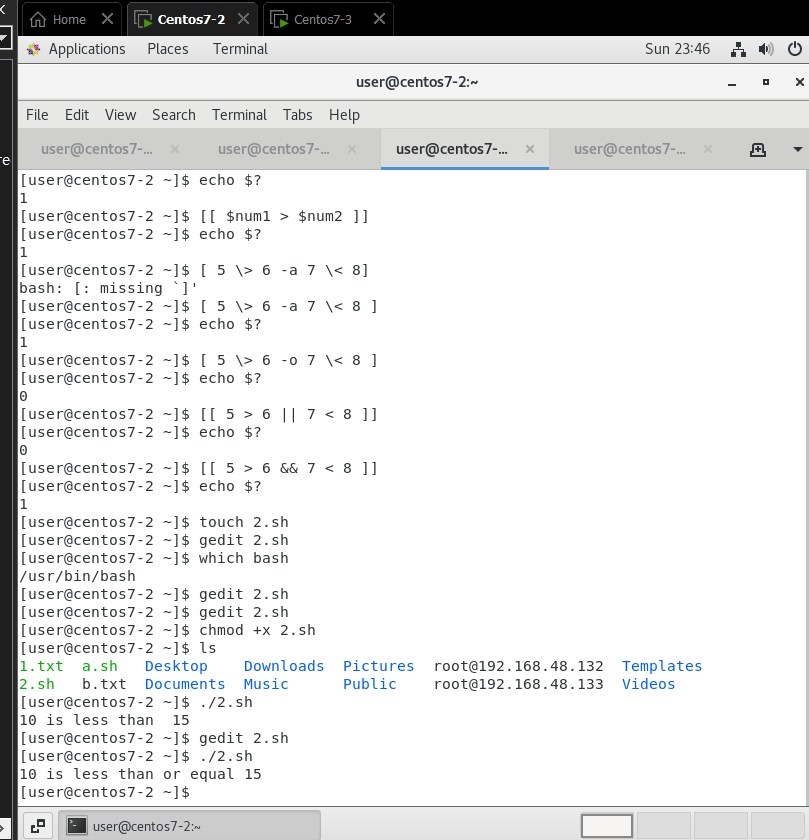 Home
Centos7-2
Centos7-3
Applications Places Terminal Sun 23:46
user@centos7-2:~
File Edit View Search Terminal Tabs Help
re
user@centos7-... user@centos7-... user@centos7-... user@centos7-...
[user@centos7-2 ~]$ echo $?
1
[user@centos7-2 ~]$ [[ $num1 > $num2 ]]
[user@centos7-2 ~]$ echo $?
1
[user@centos7-2 ~]$ [ 5 \> 6 -a 7 \< 8]
bash: [: missing `]'
[user@centos7-2 ~]$ [ 5 \> 6 -a 7 \< 8 ]
[user@centos7-2 ~]$ echo $?
1
[user@centos7-2 ~]$ [ 5 \> 6 -o 7 \< 8 ]
[user@centos7-2 ~]$ echo $?
0
[user@centos7-2 ~]$ [[ 5 > 6 || 7 < 8 ]]
[user@centos7-2 ~]$ echo $?
0
[user@centos7-2 ~]$ [[ 5 > 6 && 7 < 8 ]]
[user@centos7-2 ~]$ echo $?
1
[user@centos7-2 ~]$ touch 2.sh
[user@centos7-2 ~]$ gedit 2.sh
[user@centos7-2 ~]$ which bash
/usr/bin/bash
[user@centos7-2 ~]$ gedit 2.sh
[user@centos7-2 ~]$ gedit 2.sh
[user@centos7-2 ~]$ chmod +x 2.sh
[user@centos7-2 ~]$ ls
1.txt  a.sh   Desktop    Downloads  Pictures  root@192.168.48.132  Templates
2.sh   b.txt  Documents  Music      Public    root@192.168.48.133  Videos
[user@centos7-2 ~]$ ./2.sh
10 is less than  15
[user@centos7-2 ~]$ gedit 2.sh
[user@centos7-2 ~]$ ./2.sh
10 is less than or equal 15
[user@centos7-2 ~]$
user@centos7-2:~